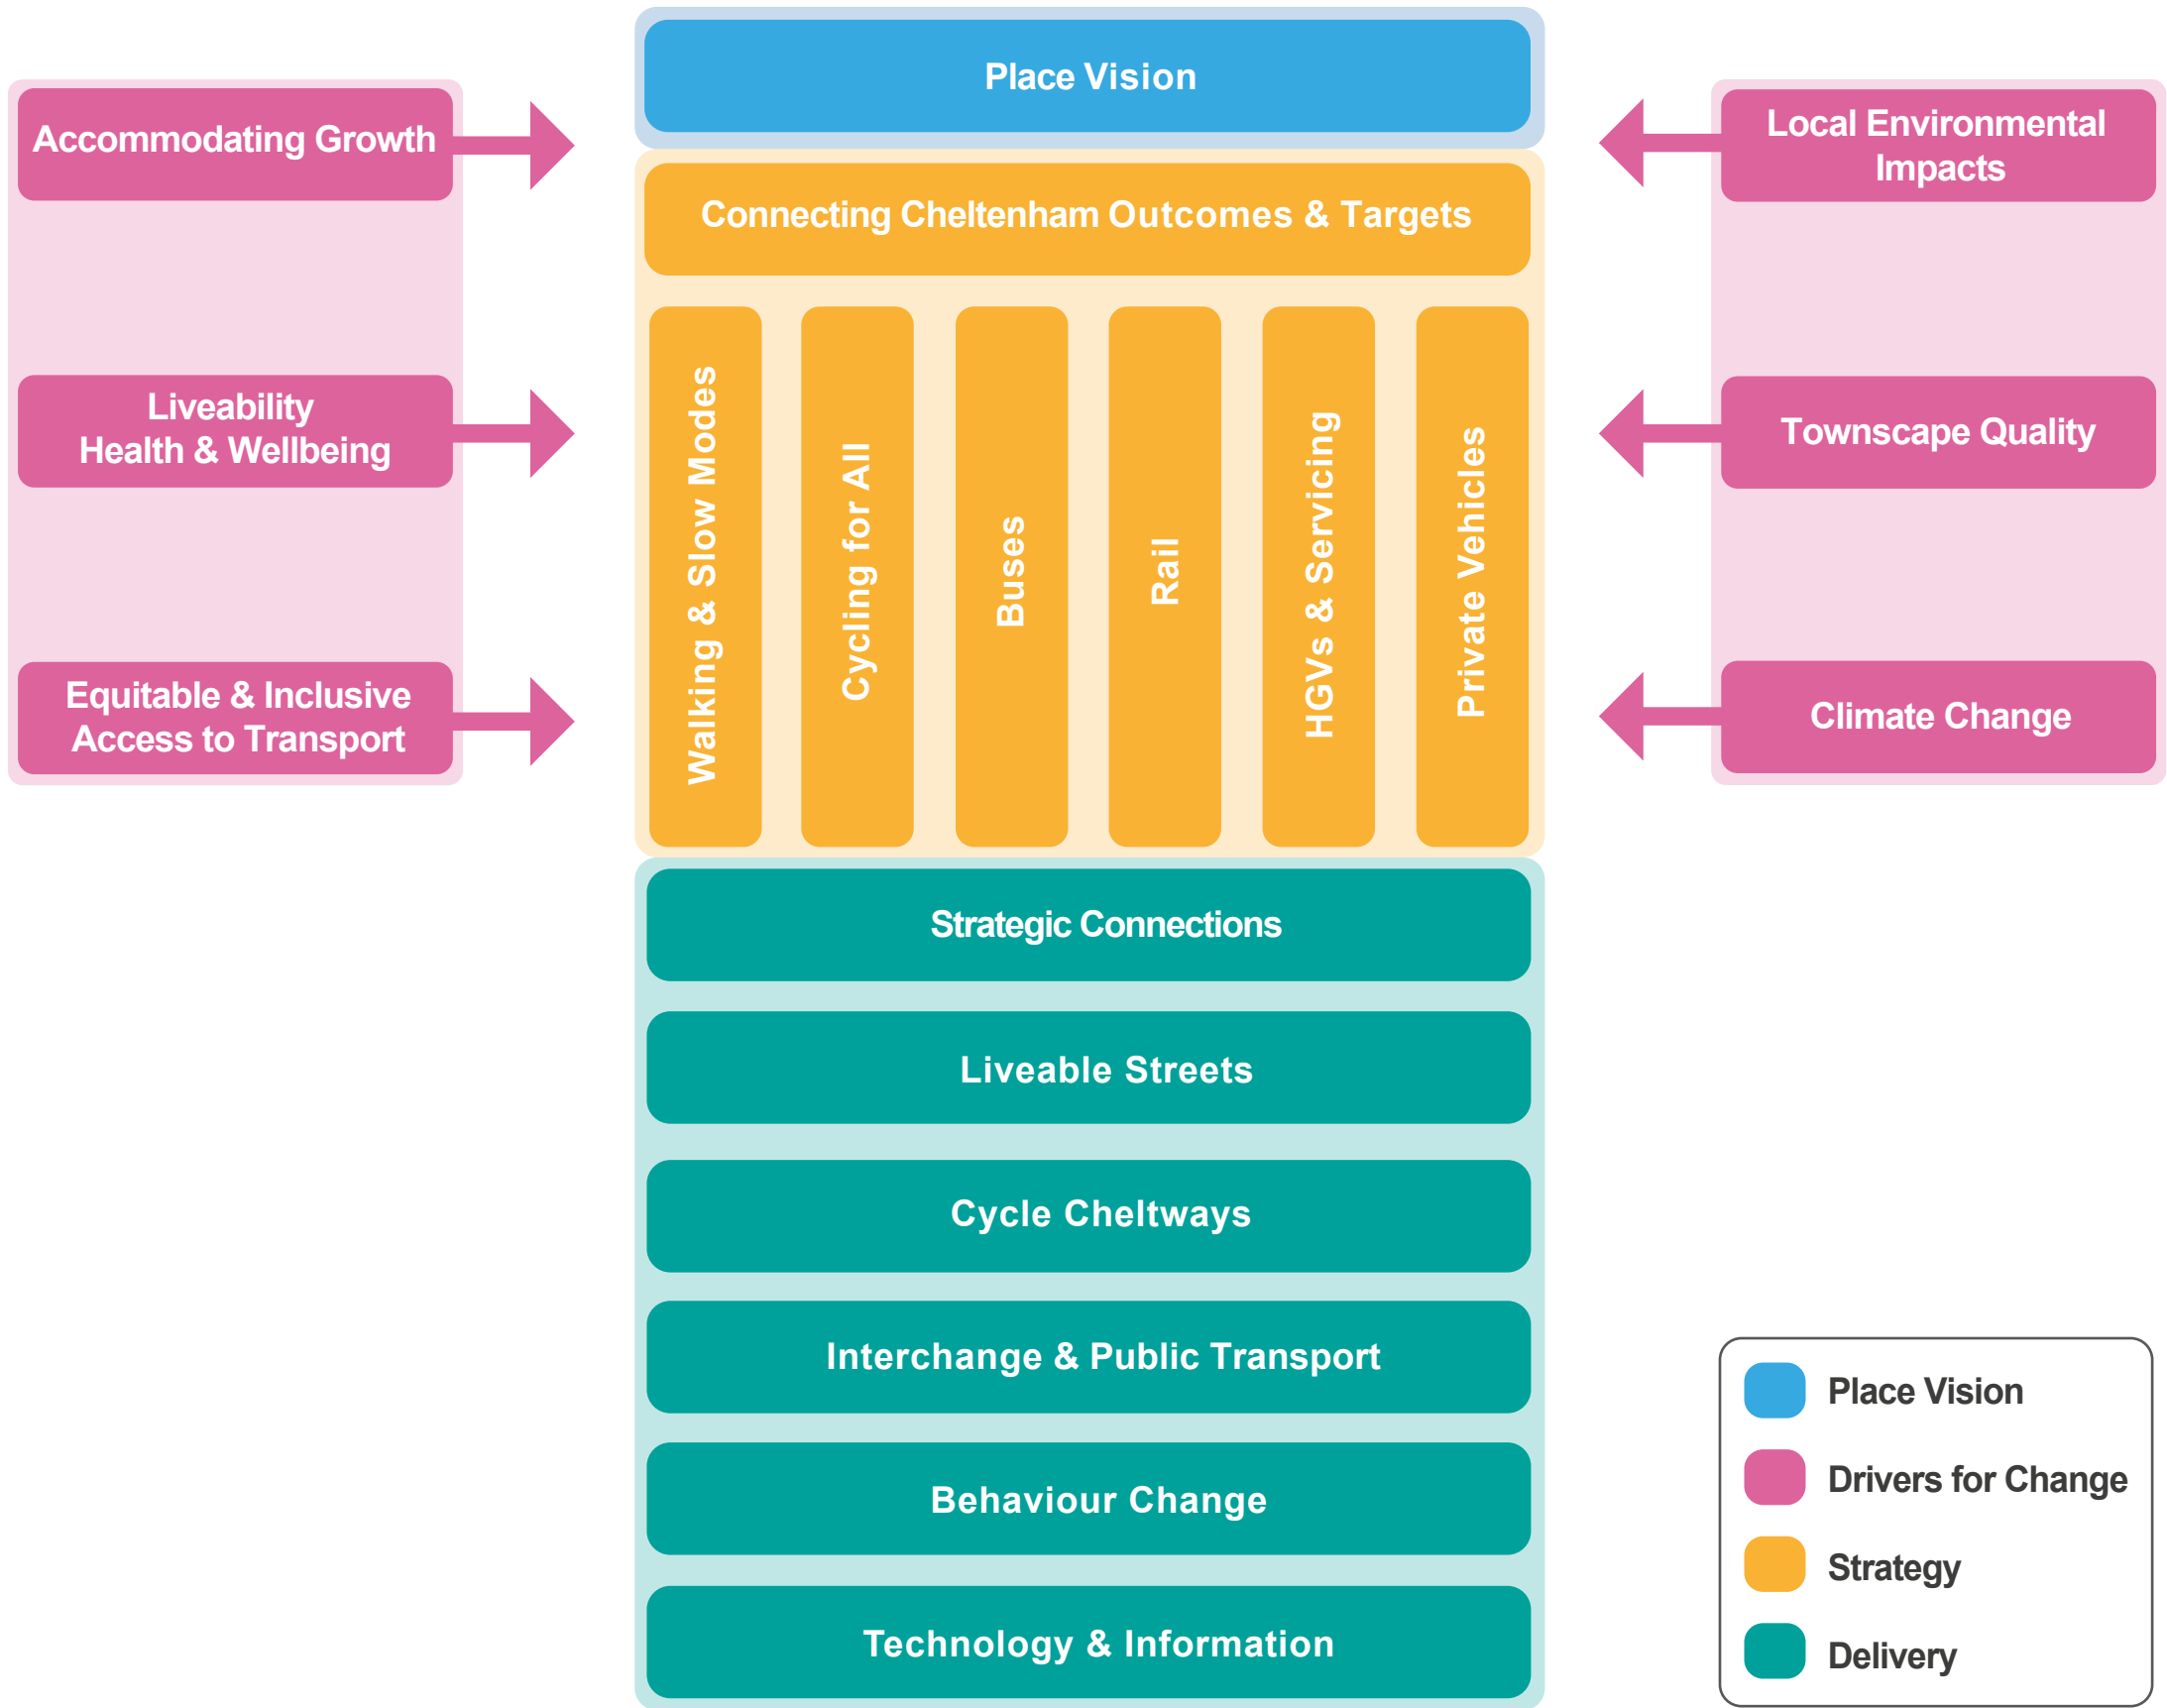 Place Vision
Accommodating Growth
Liveability
Health & Wellbeing
Equitable & Inclusive
Access to Transport
Connecting Cheltenham Outcomes & Targets
Walking & Slow Modes
Cycling for All
Buses
Rail
HGVs & Servicing
Private Vehicles
Local Environmental
Impacts
Townscape Quality
Climate Change
Strategic Connections
Liveable Streets
Cycle Cheltways
Interchange & Public Transport
Behaviour Change
Technology & Information
Place Vision
Drivers for Change
Strategy
Delivery